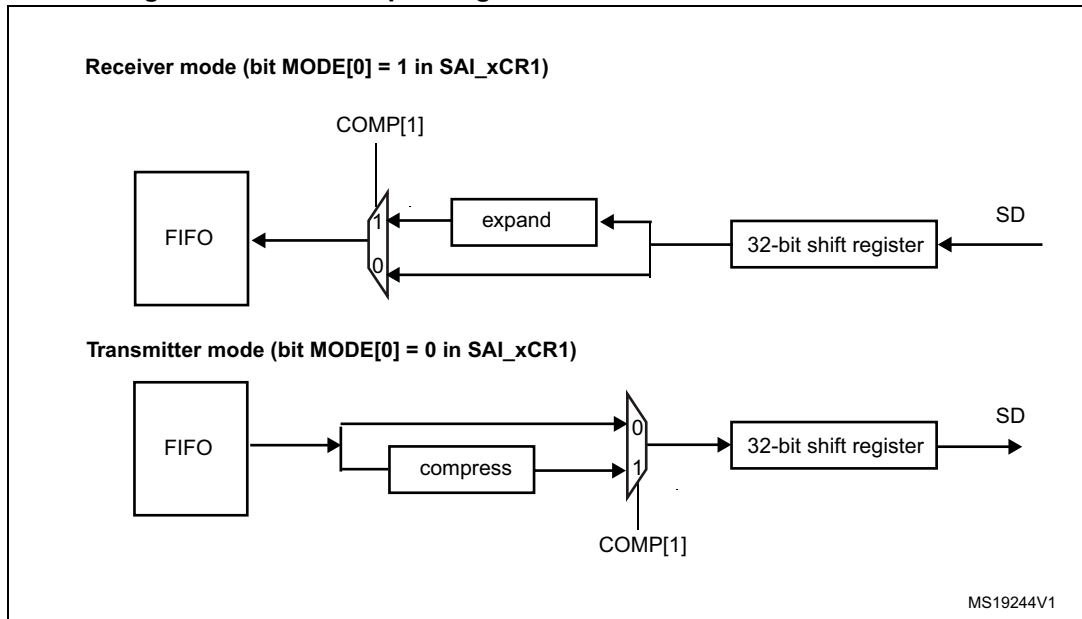 Receiver mode (bit MODE[0] = 1 in SAI_xCR1)
COMP[1]
FIFO
1
0
expand
32-bit shift register
SD
Transmitter mode (bit MODE[0] = 0 in SAI_xCR1)
FIFO
compress
0
1
32-bit shift register
SD
COMP[1]
MS19244V1